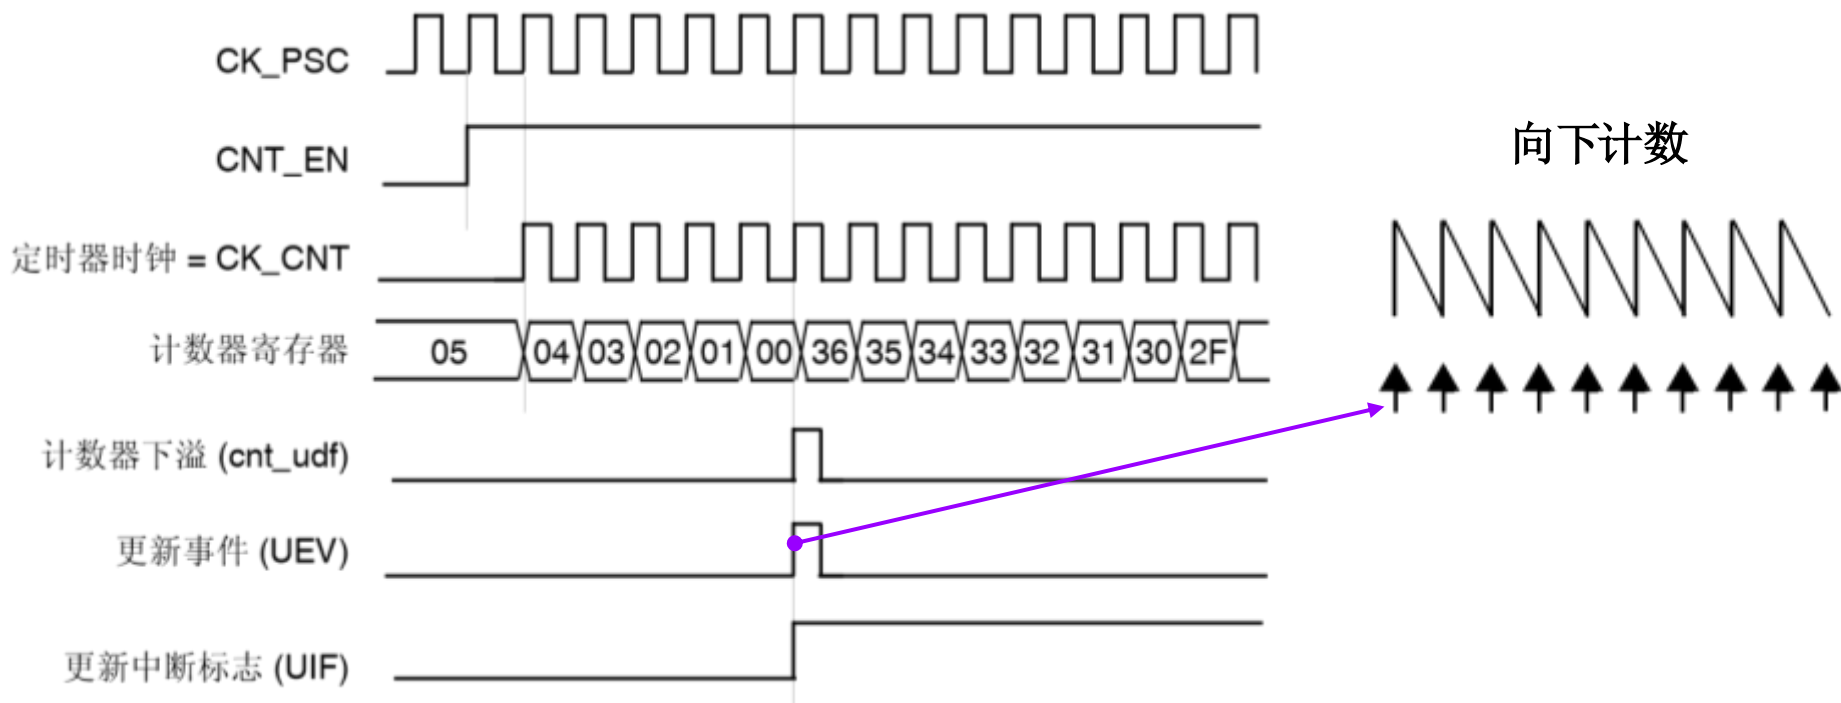 CK_PSC
CNT_EN
向下计数
定时器时钟 = CK_CNT
计数器寄存器
05 04 03 02 01 00 36 35 34 33 32 31 30 2F
计数器下溢 (cnt_udf)
更新事件 (UEV)
更新中断标志 (UIF)